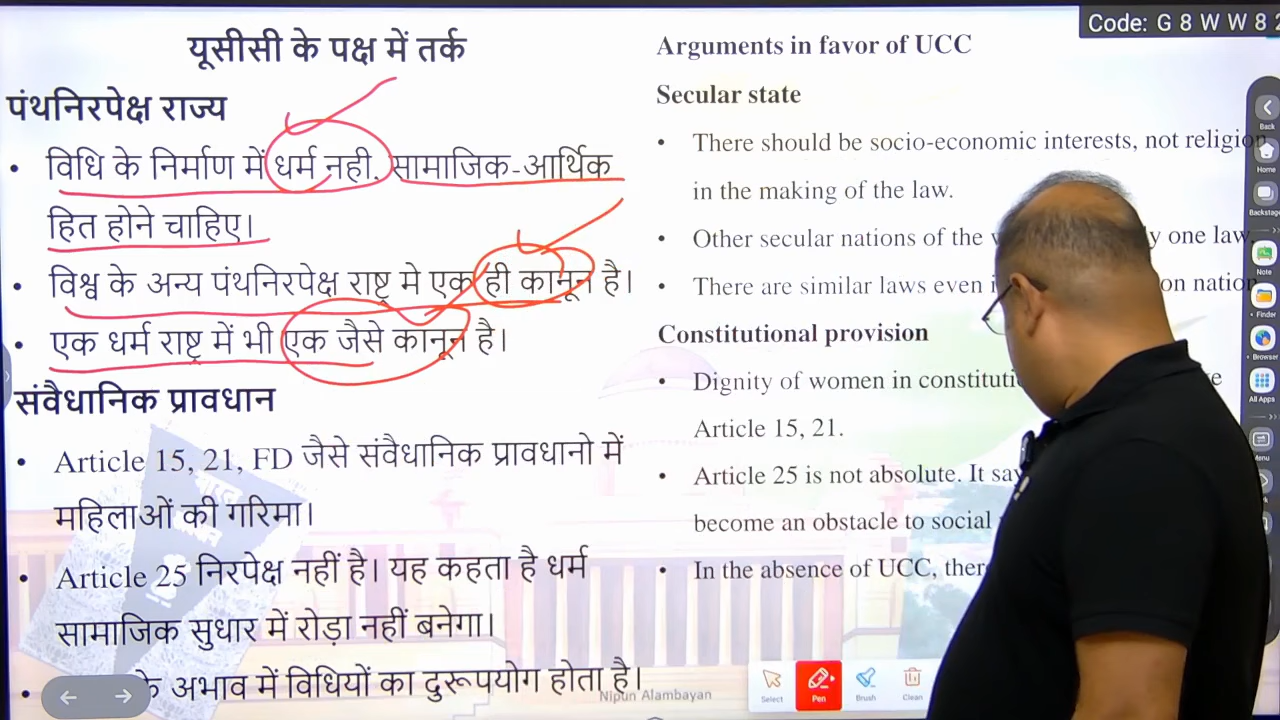 Code: G 8 W W 8 2
यूसीसी के पक्ष में तर्क
पंथनिरपेक्ष राज्य
• विधि के निर्माण में धर्म नही, सामाजिक-आर्थिक
हित होने चाहिए।
• विश्व के अन्य पंथनिरपेक्ष राष्ट्र मे एक ही कानून है।
• एक धर्म राष्ट्र में भी एक जैसे कानून है।
संवैधानिक प्रावधान
• Article 15, 21, FD जैसे संवैधानिक प्रावधानो में
महिलाओं की गरिमा।
• Article 25 निरपेक्ष नहीं है। यह कहता है धर्म
सामाजिक सुधार में रोड़ा नहीं बनेगा।
• के अभाव में विधियों का दुरूपयोग होता है।
Arguments in favor of UCC
Secular state
• There should be socio-economic interests, not religion
in the making of the law.
• Other secular nations of the y one law.
• There are similar laws even on nation
Constitutional provision
• Dignity of women in
Article 15, 21.
• Article 25 is not absolute. It
become an obstacle to social
• In the absence of UCC,
Nipun Alambayan
Select
Pen
Brush
Clean
Back
Home
Backstage
Note
Finder
Browser
All Apps
Menu